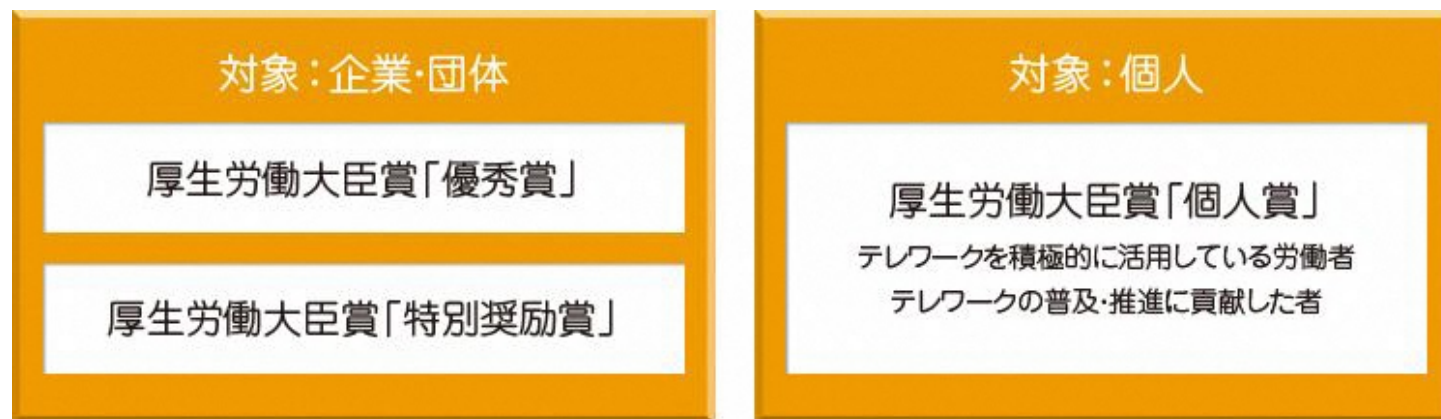 対象：企業・団体
厚生労働大臣賞「優秀賞」
厚生労働大臣賞「特別奨励賞」
対象：個人
厚生労働大臣賞「個人賞」
テレワークを積極的に活用している労働者
テレワークの普及・推進に貢献した者